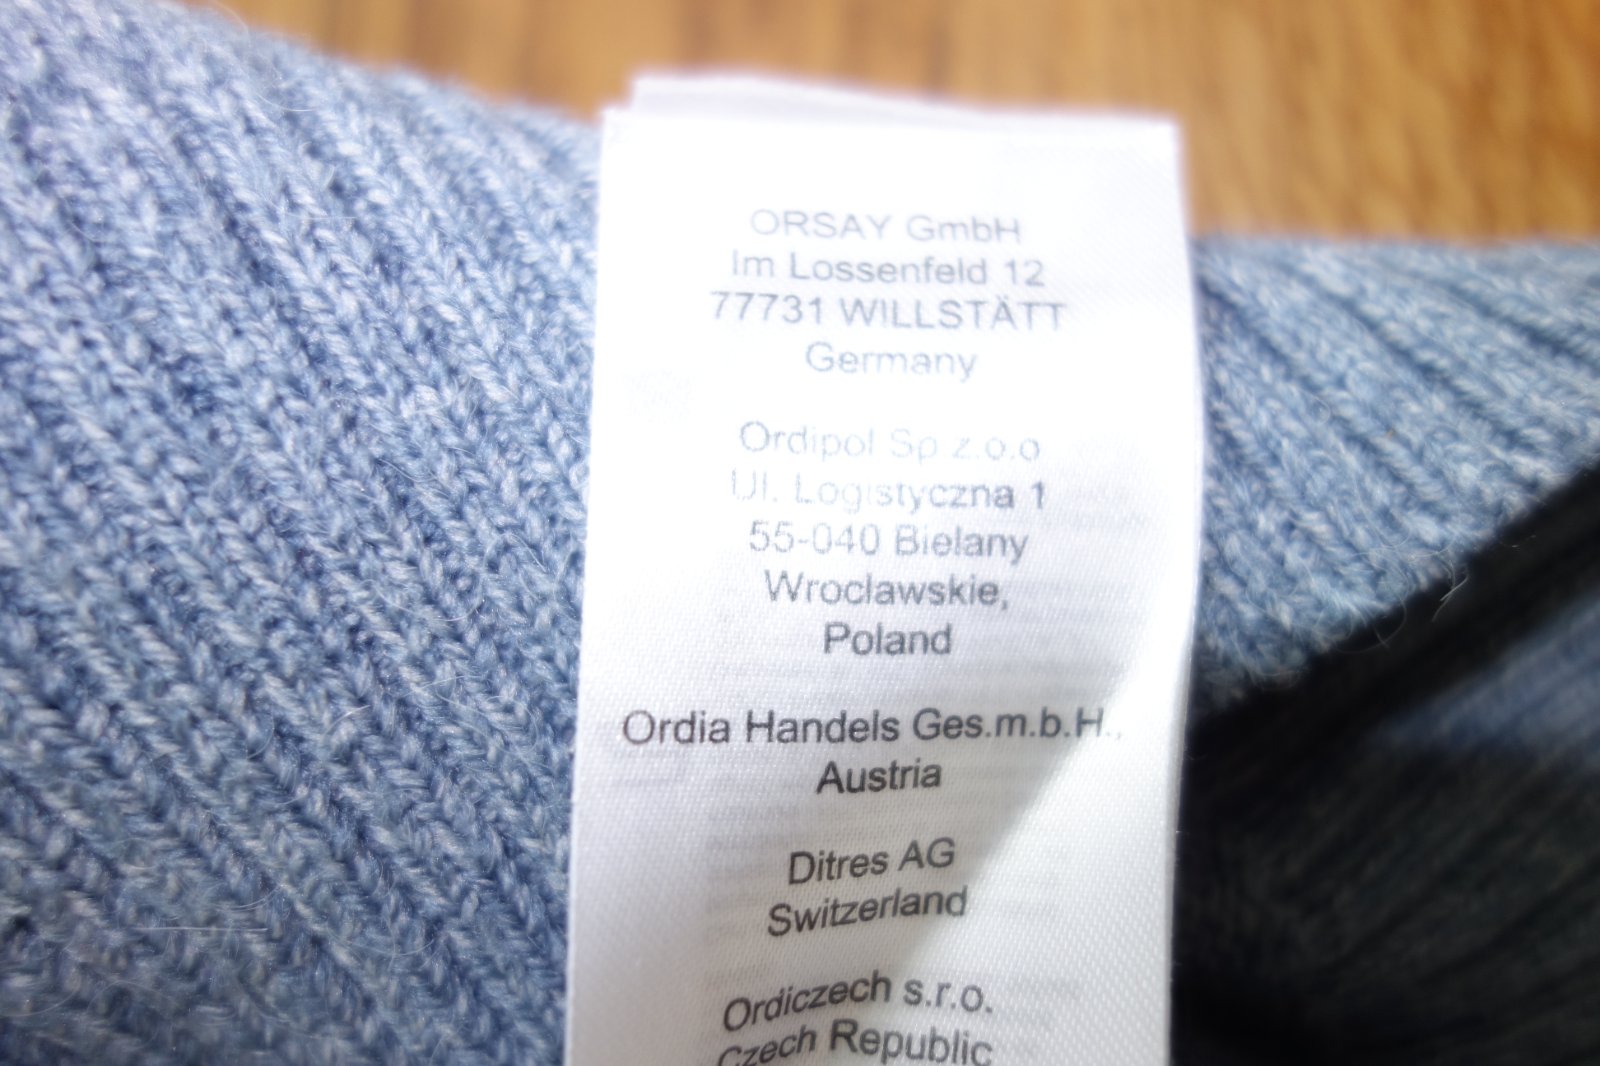 ORSAY GmbH
Im Lossenfeld 12
77731 WILLSTÄTT
Germany
Ordipol Sp z.o.o
Ul. Logistyczna 1
55-040 Bielany
Wroclawskie,
Poland
Ordia Handels Ges.m.b.H.,
Austria
Ditres AG
Switzerland
Ordiczech s.r.o.
Czech Republic